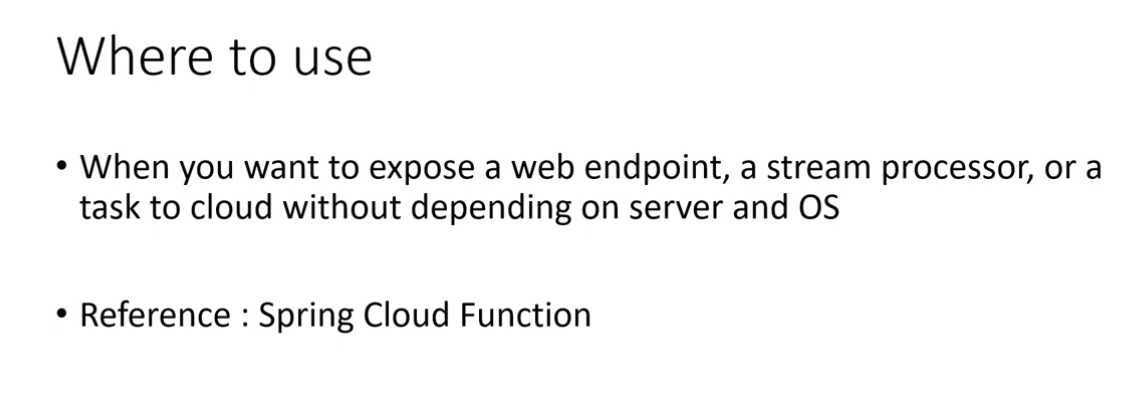 Where to use
• When you want to expose a web endpoint, a stream processor, or a
task to cloud without depending on server and OS
• Reference : Spring Cloud Function